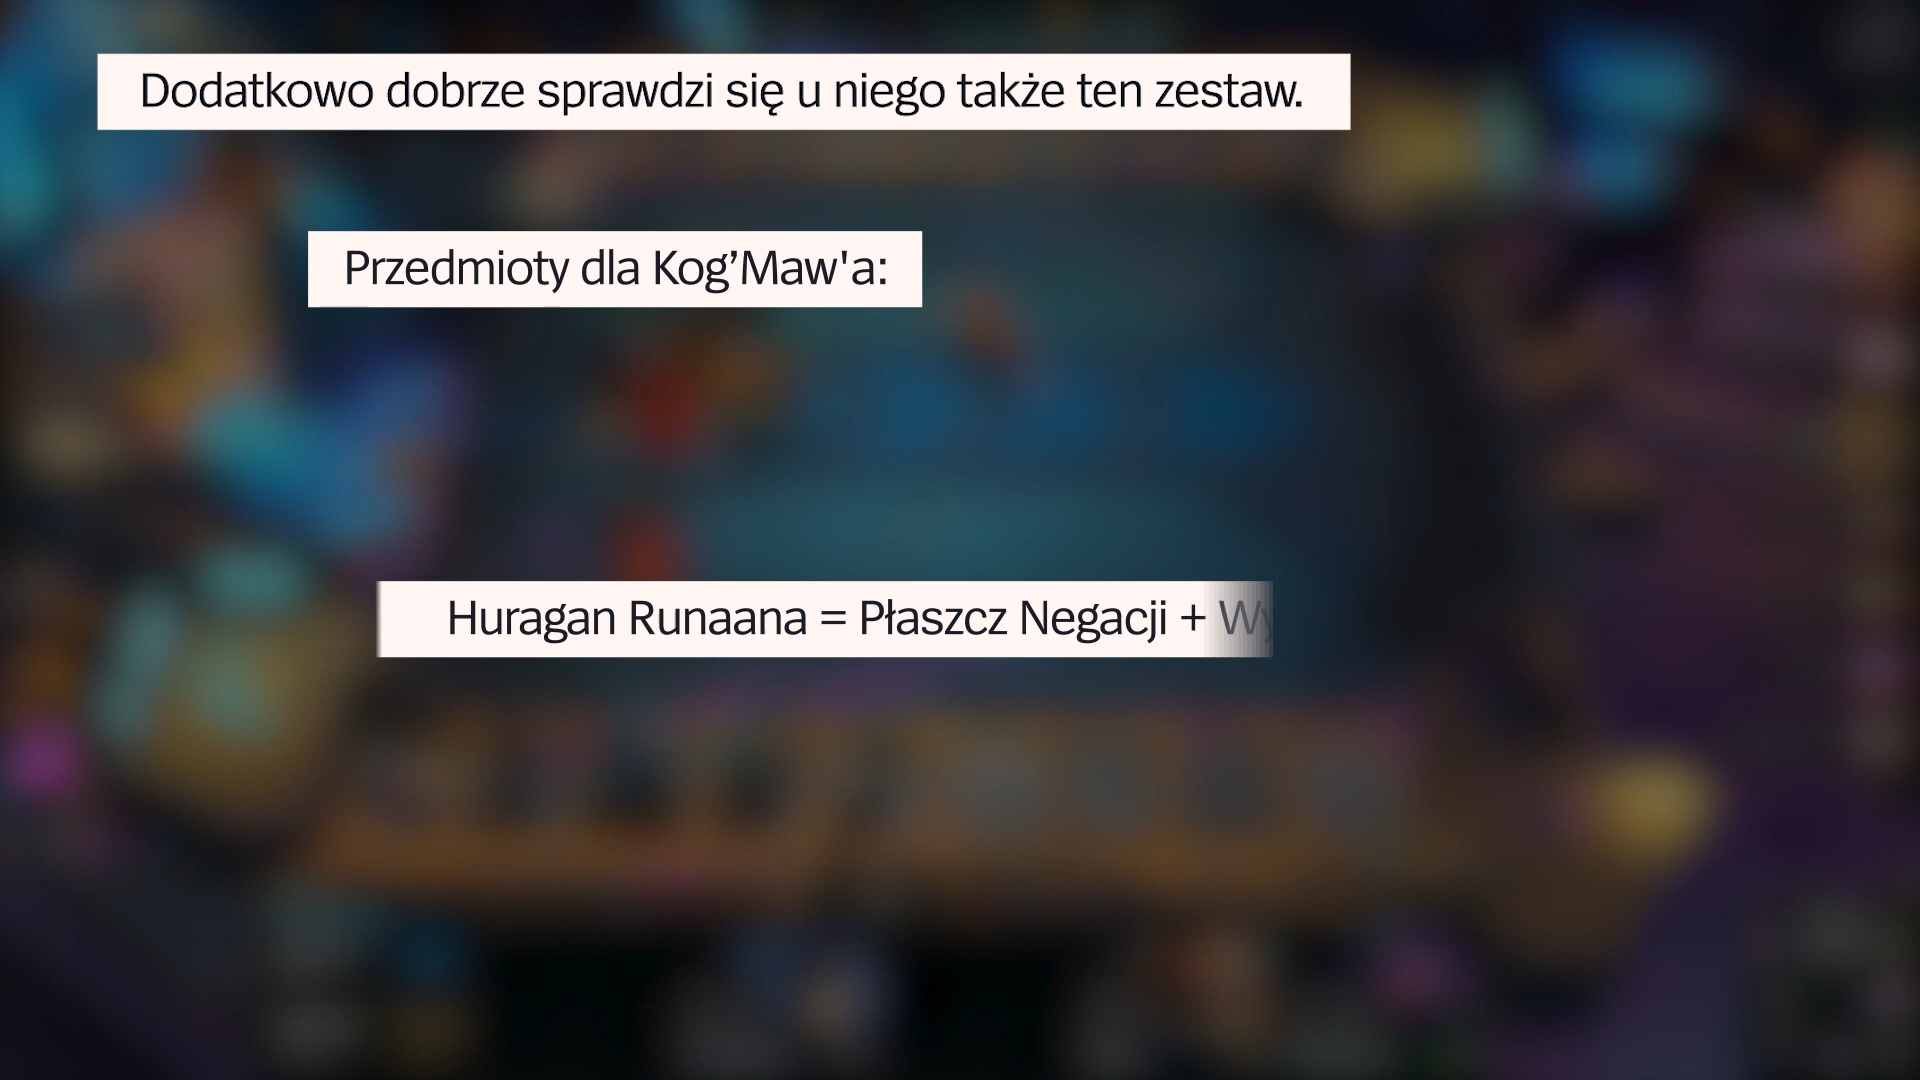 Dodatkowo dobrze sprawdzi się u niego także ten zestaw.
Przedmioty dla Kog’Maw'a:
Huragan Runaana = Płaszcz Negacji +